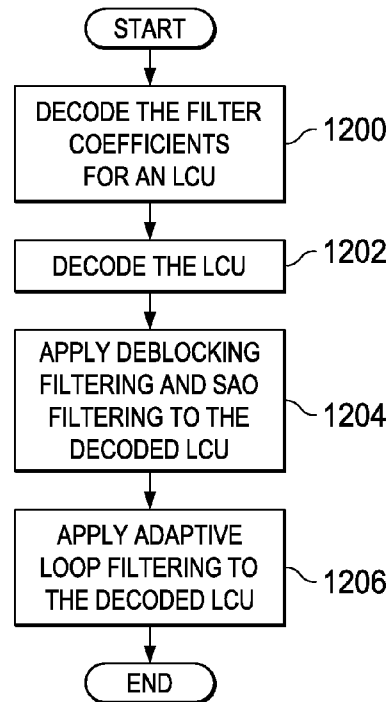 START
DECODE THE FILTER
COEFFICIENTS
FOR AN LCU
1200
DECODE THE LCU
1202
APPLY DEBLOCKING
FILTERING AND SAO
FILTERING TO THE
DECODED LCU
1204
APPLY ADAPTIVE
LOOP FILTERING TO
THE DECODED LCU
1206
END